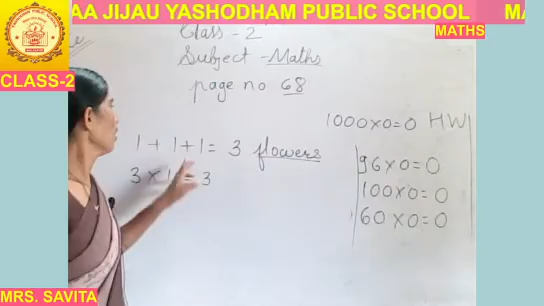 AA JIJAU YASHODHAM PUBLIC SCHOOL MA
MATHS
CLASS-2
Class - 2
Subject - Maths
page no 68
1000×0=0 HW
1 + 1 + 1 = 3 flowers
3 × 1 = 3
96×0=0
100×0=0
60×0=0
MRS. SAVITA